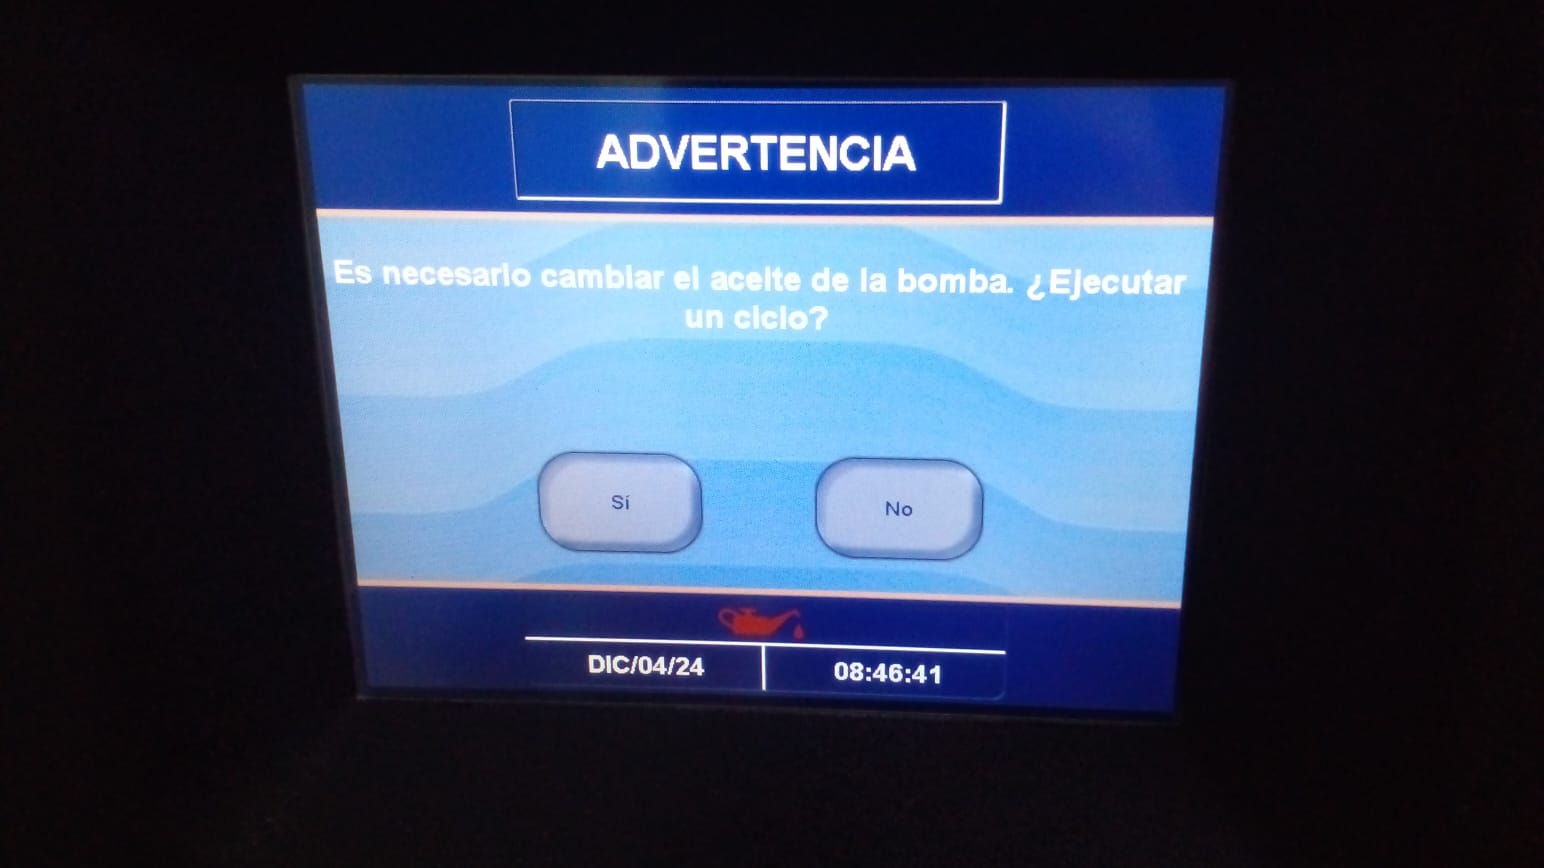 ADVERTENCIA
Es necesario cambiar el aceite de la bomba. ¿Ejecutar
un ciclo?
Sí
No
DIC/04/24
08:46:41